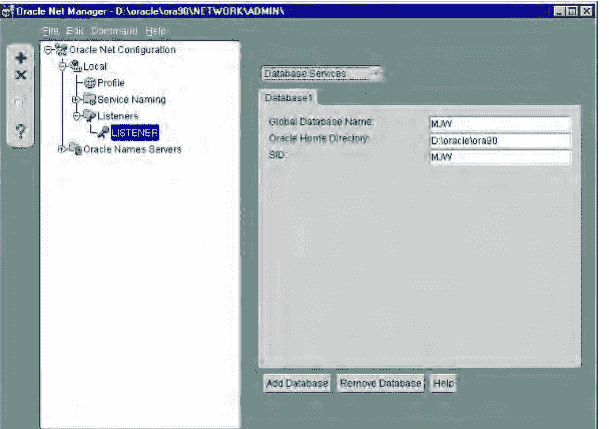 Oracle Net Manager - D:\oracle\ora90\NETWORK\ADMIN\
File Edit Command Help
Oracle Net Configuration
Local
Profile
Service Naming
Listeners
LISTENER
Oracle Names Servers
Database Services
Database1
Global Database Name: MJW
Oracle Home Directory: D:\oracle\ora90
SID: MJW
Add Database Remove Database Help